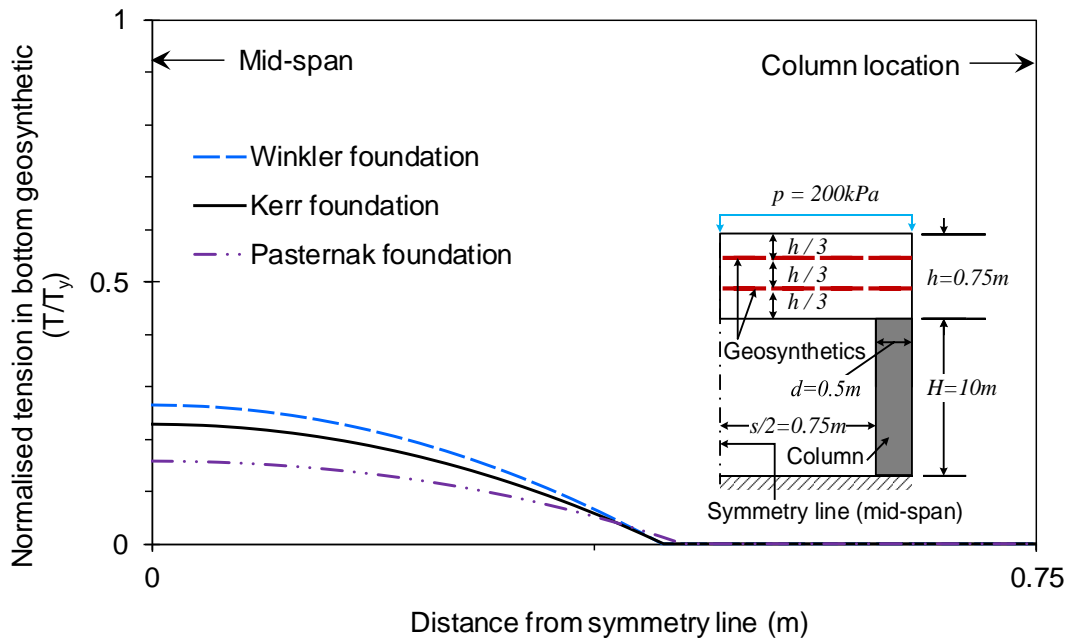 1
Mid-span
Column location
Winkler foundation
Kerr foundation
Pasternak foundation
Normalised tension in bottom geosynthetic
(T/Ty)
0.5
0
0
0.75
Distance from symmetry line (m)
p = 200kPa
h / 3
h / 3
h / 3
h=0.75m
Geosynthetics
d=0.5m
H=10m
s/2=0.75m
Column
Symmetry line (mid-span)